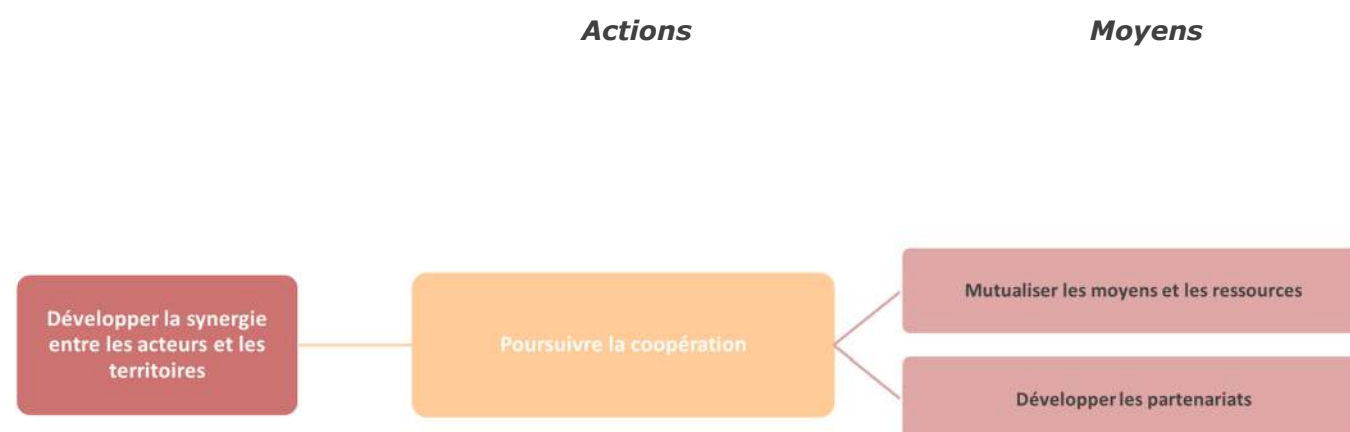 Actions
Moyens
Développer la synergie
entre les acteurs et les
territoires
Poursuivre la coopération
Mutualiser les moyens et les ressources
Développer les partenariats